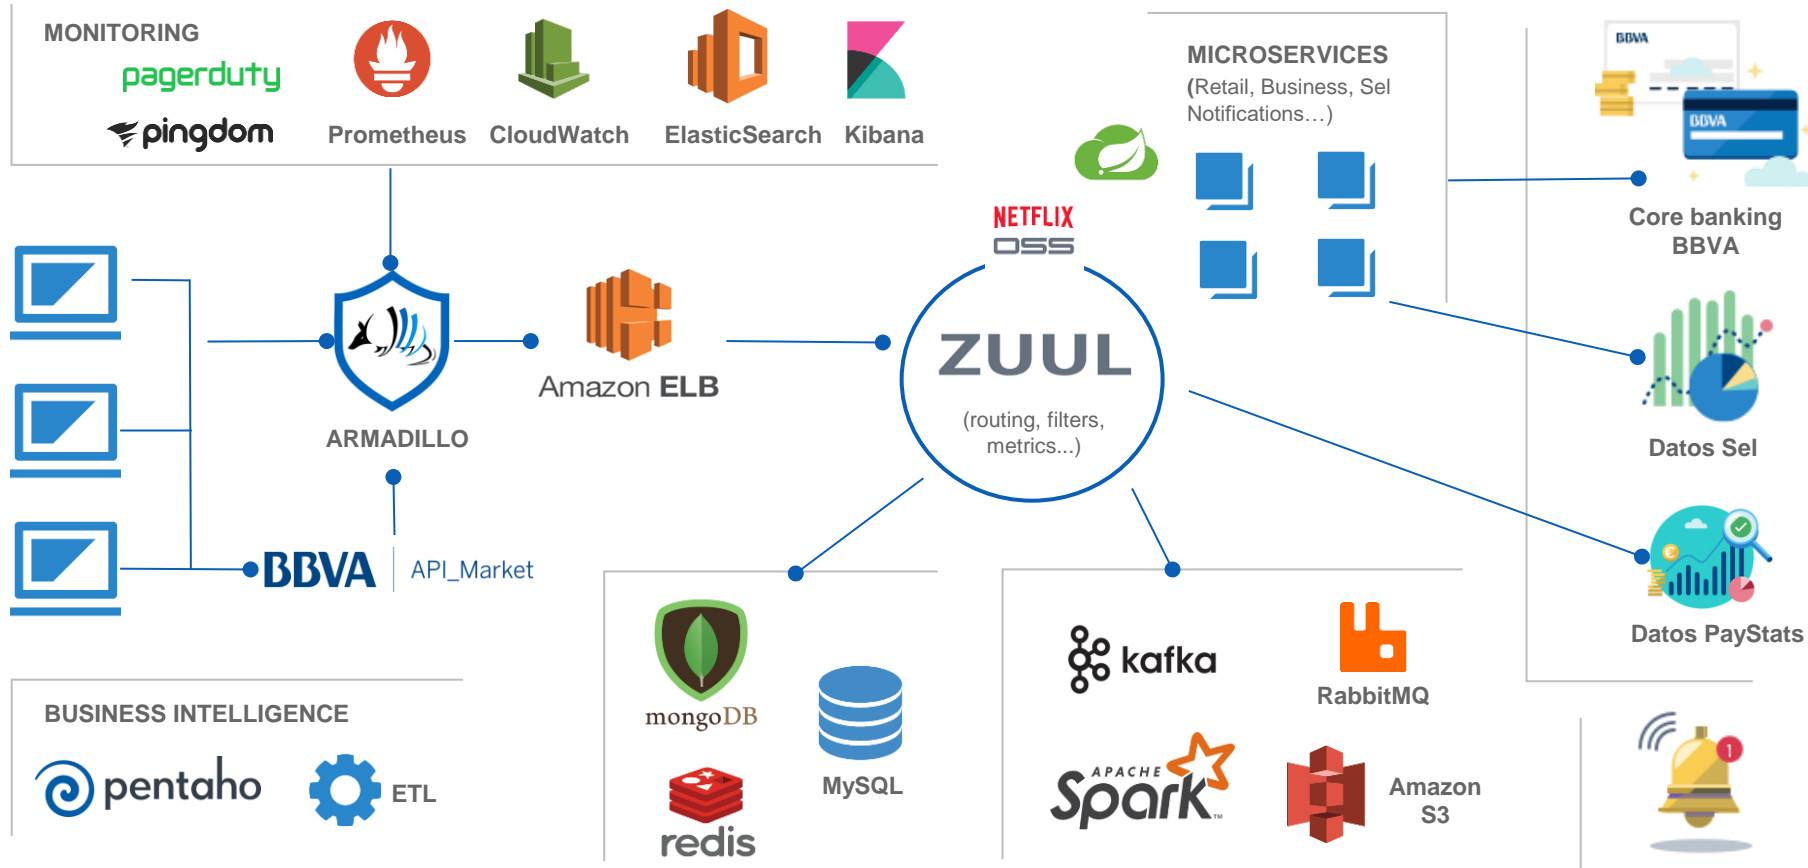 MONITORING
pagerduty
pingdom
Prometheus
CloudWatch
ElasticSearch
Kibana
MICROSERVICES
(Retail, Business, Sel
Notifications...)
BBVA
BBVA
Core banking
BBVA
NETFLIX
OSS
ZUUL
(routing, filters,
metrics...)
Amazon ELB
ARMADILLO
BBVA
API_Market
Datos Sel
€
Datos PayStats
BUSINESS INTELLIGENCE
pentaho
ETL
mongoDB
MySQL
redis
kafka
RabbitMQ
APACHE
Spark™
Amazon
S3
1